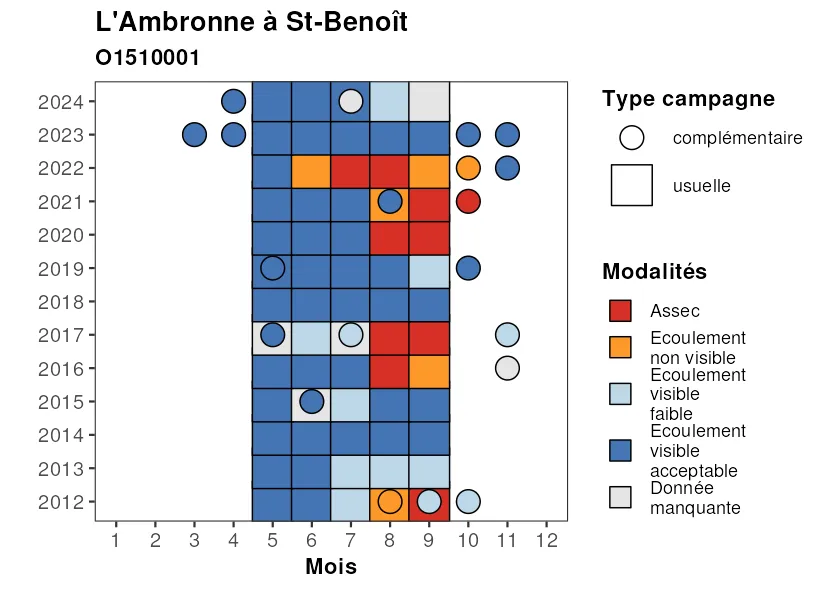 L'Ambronne à St-Benoît
O1510001
2024
2023
2022
2021
2020
2019
2018
2017
2016
2015
2014
2013
2012
1 2 3 4 5 6 7 8 9 10 11 12
Mois
Type campagne
complémentaire
usuelle
Modalités
Assec
Ecoulement
non visible
Ecoulement
visible
faible
Ecoulement
visible
acceptable
Donnée
manquante